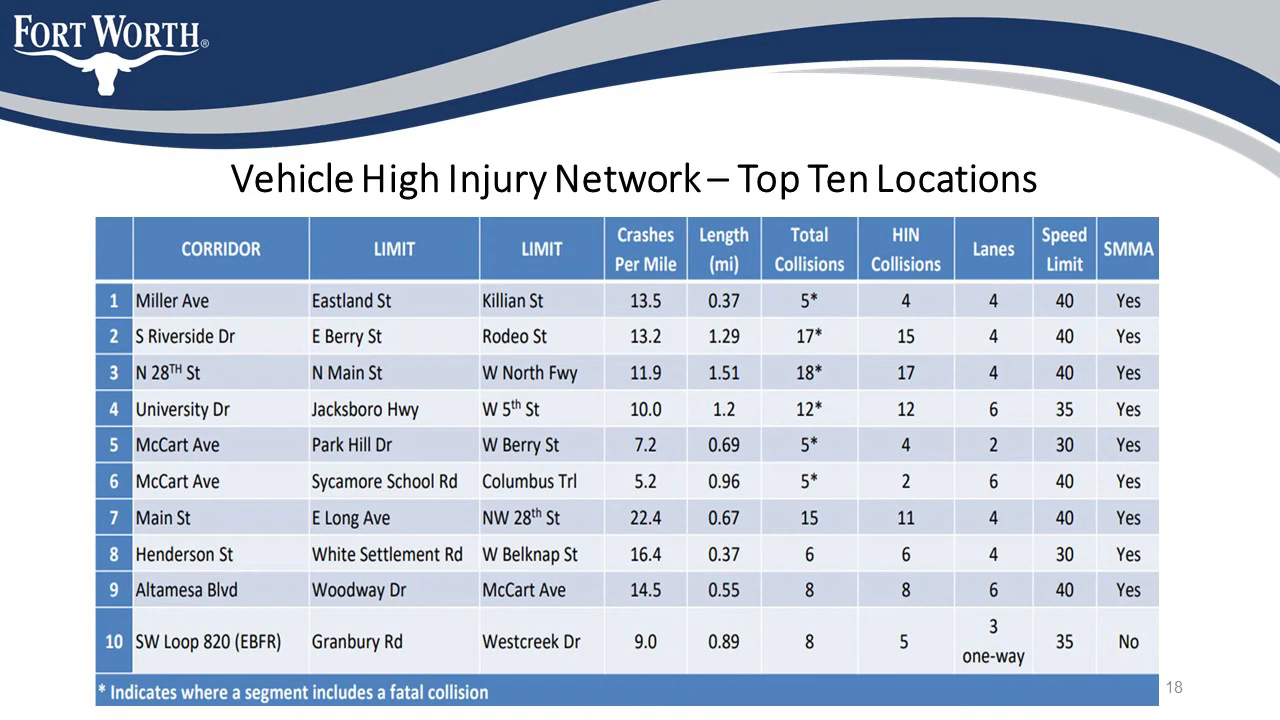 FORT WORTH®
Vehicle High Injury Network – Top Ten Locations
CORRIDOR LIMIT LIMIT Crashes Per Mile Length (mi) Total Collisions HIN Collisions Lanes Speed Limit SMMA
1 Miller Ave Eastland St Killian St 13.5 0.37 5* 4 4 40 Yes
2 S Riverside Dr E Berry St Rodeo St 13.2 1.29 17* 15 4 40 Yes
3 N 28TH St N Main St W North Fwy 11.9 1.51 18* 17 4 40 Yes
4 University Dr Jacksboro Hwy W 5th St 10.0 1.2 12* 12 6 35 Yes
5 McCart Ave Park Hill Dr W Berry St 7.2 0.69 5* 4 2 30 Yes
6 McCart Ave Sycamore School Rd Columbus Trl 5.2 0.96 5* 2 6 40 Yes
7 Main St E Long Ave NW 28th St 22.4 0.67 15 11 4 40 Yes
8 Henderson St White Settlement Rd W Belknap St 16.4 0.37 6 6 4 30 Yes
9 Altamesa Blvd Woodway Dr McCart Ave 14.5 0.55 8 8 6 40 Yes
10 SW Loop 820 (EBFR) Granbury Rd Westcreek Dr 9.0 0.89 8 5 3 one-way 35 No
* Indicates where a segment includes a fatal collision
18